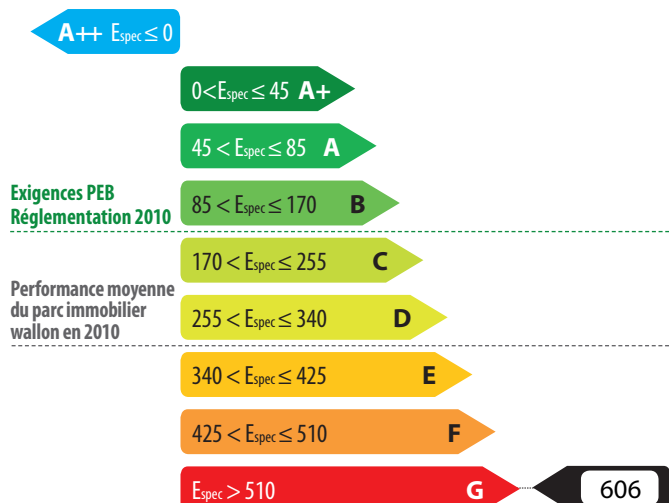 A++ Espec ≤ 0
0<Espec ≤ 45 A+
45 < Espec ≤ 85 A
Exigences PEB
Réglementation 2010
85 < Espec ≤ 170 B
170 < Espec ≤ 255 C
Performance moyenne
du parc immobilier
wallon en 2010
255 < Espec ≤ 340 D
340 < Espec ≤ 425 E
425 < Espec ≤ 510 F
Espec > 510 G 606